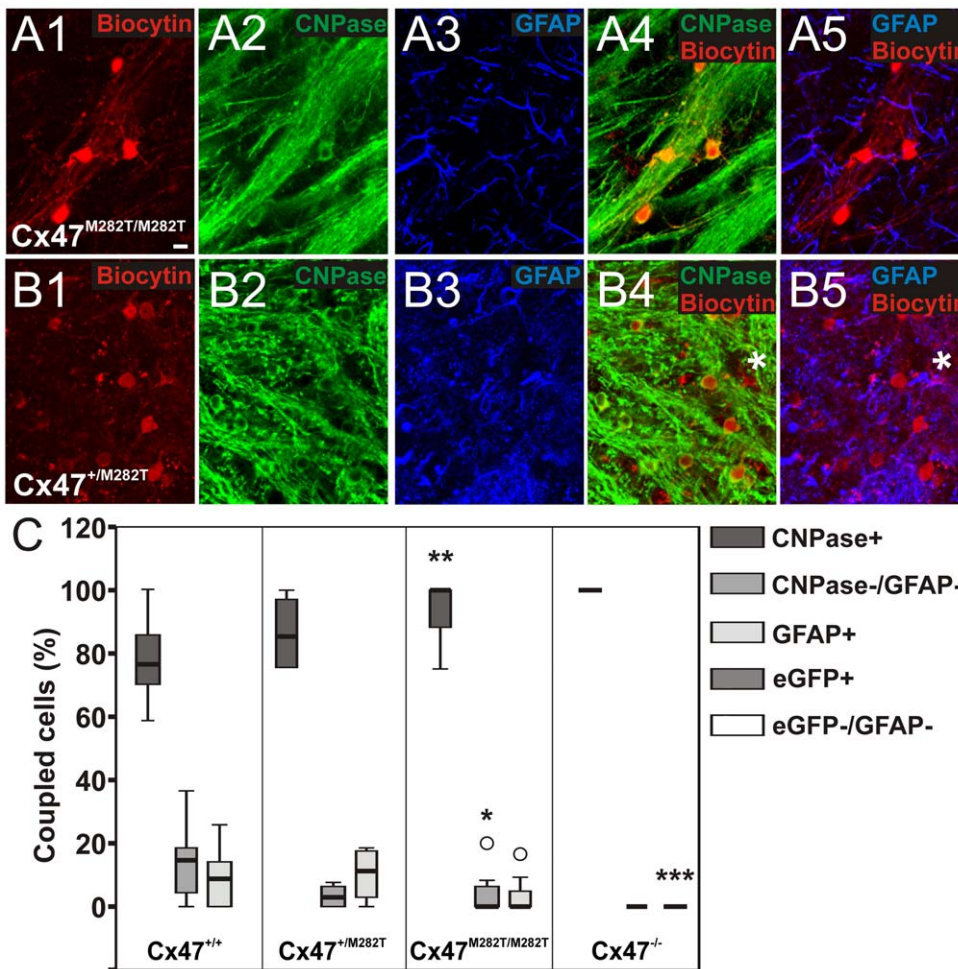 A1 Biocytin
A2 CNPase
A3 GFAP
A4 CNPase
Biocytin
A5 GFAP
Biocytin
Cx47M282T/M282T
B1 Biocytin
B2 CNPase
B3 GFAP
B4 CNPase
Biocytin
*
B5 GFAP
Biocytin
*
Cx47+/M282T
C
Coupled cells (%)
120
100
80
60
40
20
0
**
*
***
Cx47+/+
Cx47+/M282T
Cx47M282T/M282T
Cx47-/-
CNPase+
CNPase-/GFAP-
GFAP+
eGFP+
eGFP-/GFAP-